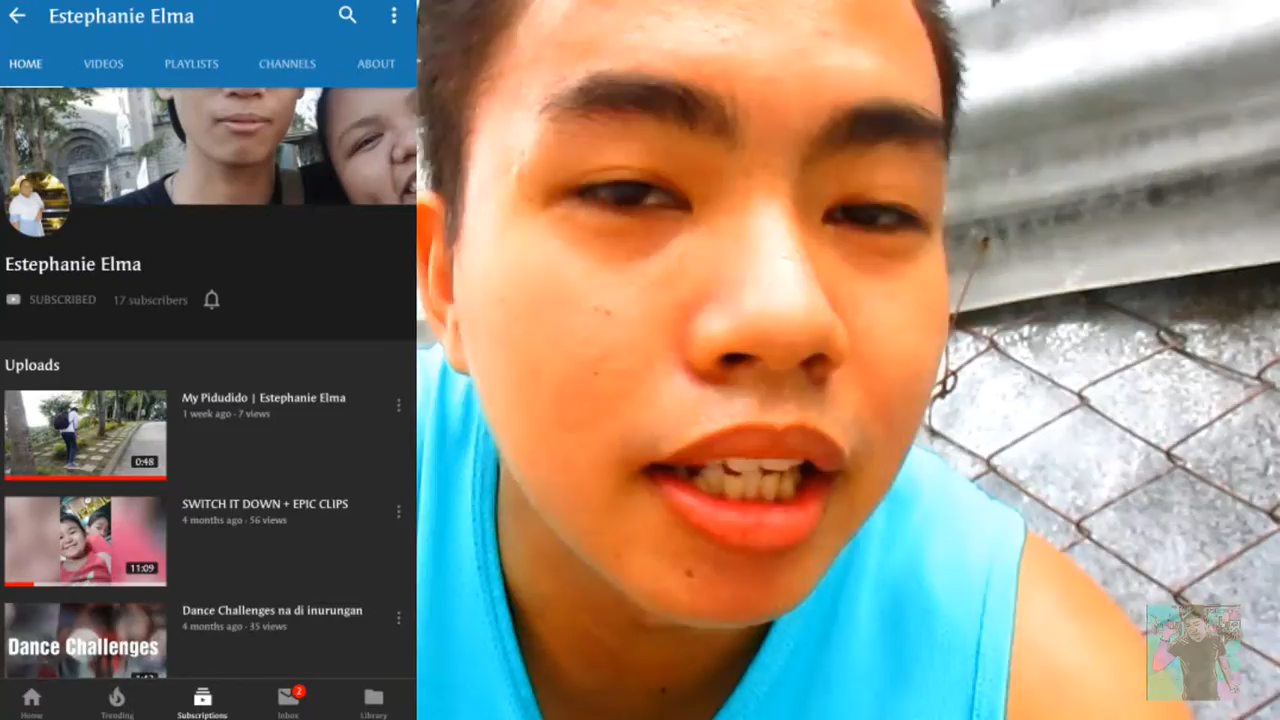 Estephanie Elma
HOME VIDEOS PLAYLISTS CHANNELS ABOUT
Estephanie Elma
SUBSCRIBED 17 subscribers
Uploads
My Pidudido | Estephanie Elma
1 week ago · 7 views
0:48
SWITCH IT DOWN + EPIC CLIPS
4 months ago · 56 views
11:09
Dance Challenges na di inurungan
4 months ago · 35 views
Dance Challenges
2
Home Trending Subscriptions Inbox Library